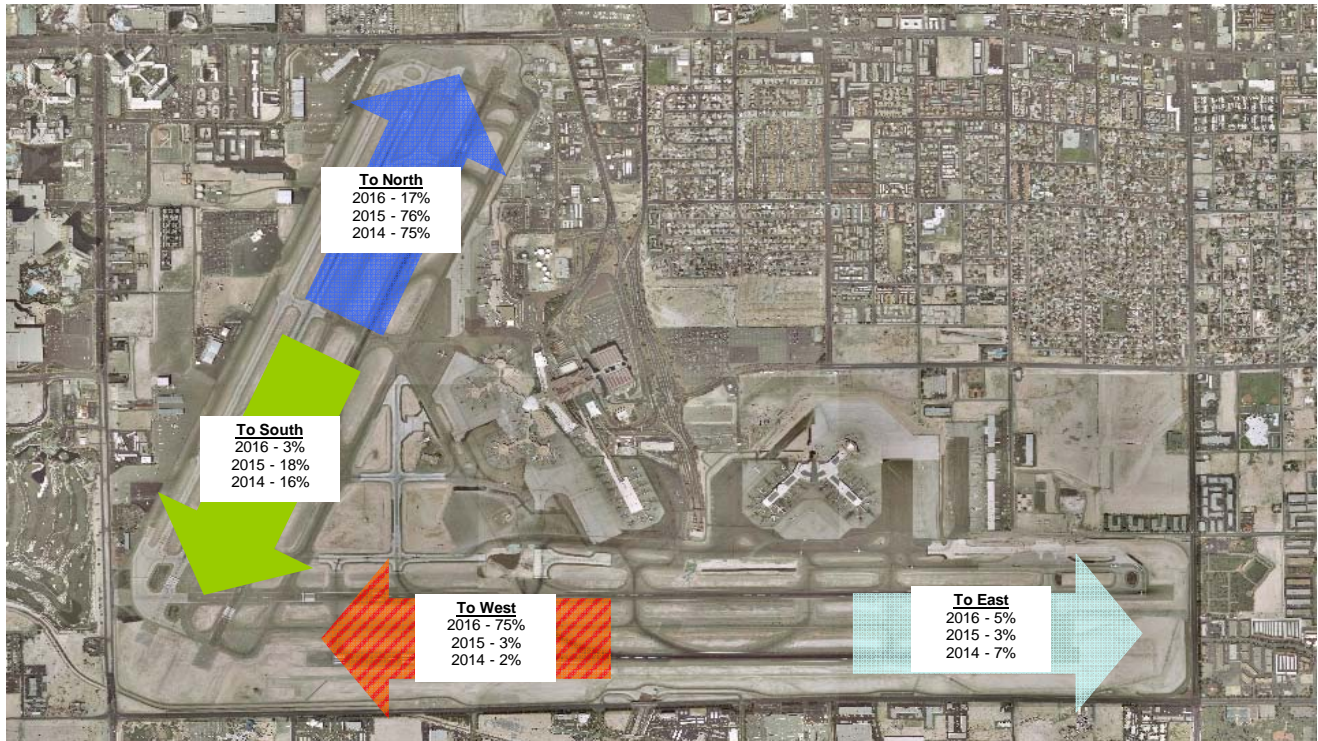 To North
2016 - 17%
2015 - 76%
2014 - 75%
To South
2016 - 3%
2015 - 18%
2014 - 16%
To West
2016 - 75%
2015 - 3%
2014 - 2%
To East
2016 - 5%
2015 - 3%
2014 - 7%